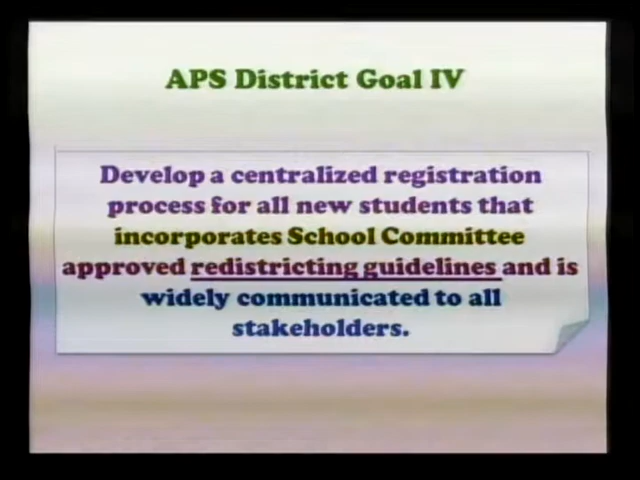 APS District Goal IV
Develop a centralized registration
process for all new students that
incorporates School Committee
approved redistricting guidelines and is
widely communicated to all
stakeholders.